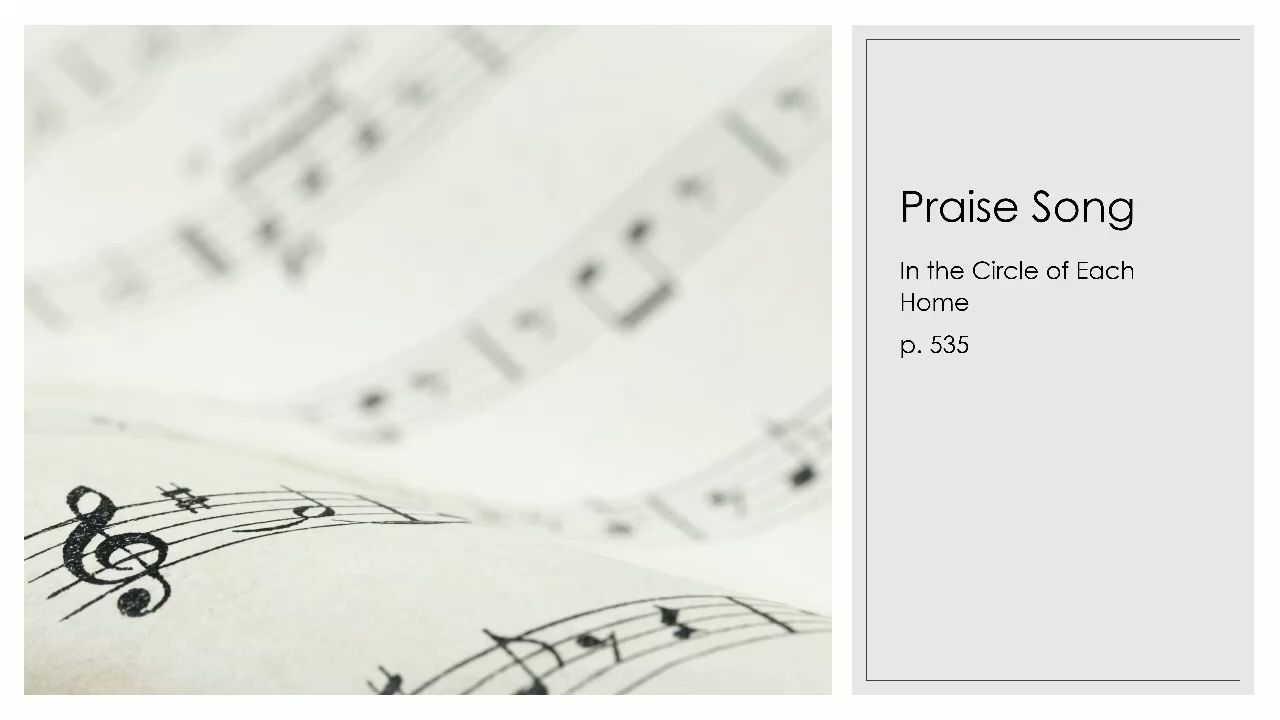 Praise Song
In the Circle of Each
Home
p. 535